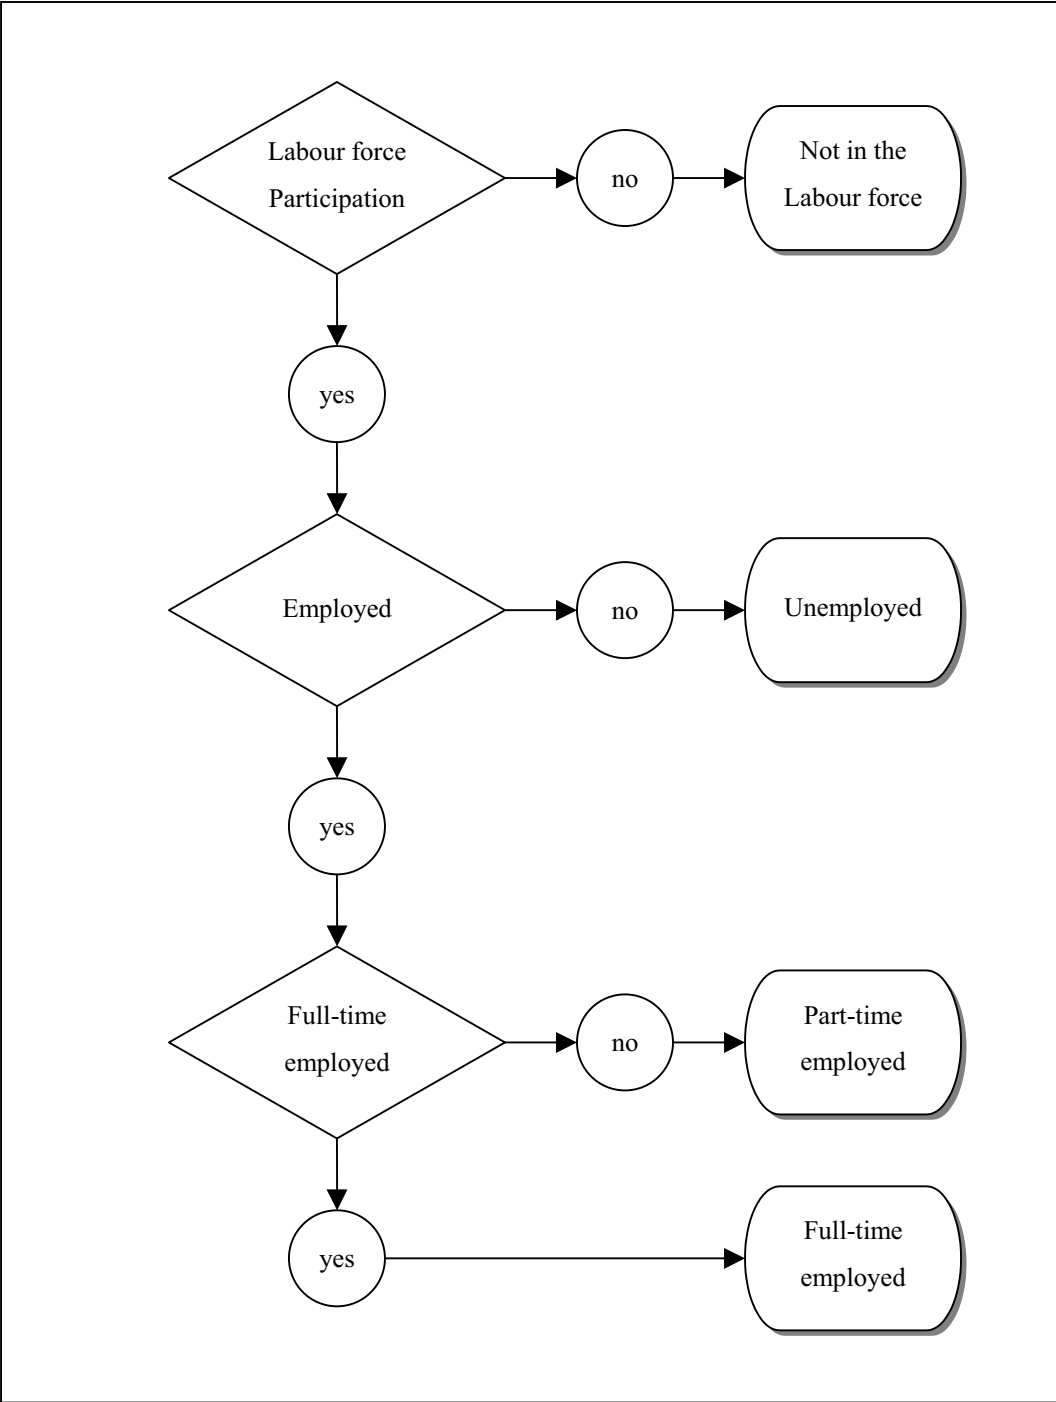 Labour force
Participation
no
Not in the
Labour force
yes
Employed
no
Unemployed
yes
Full-time
employed
no
Part-time
employed
yes
Full-time
employed